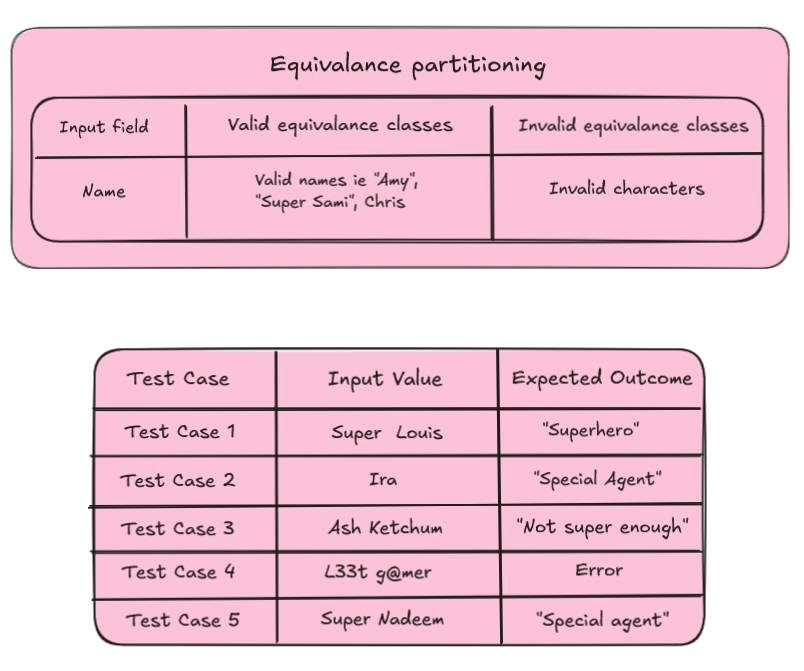 Equivalance partitioning
Input field
Valid equivalance classes
Invalid equivalance classes
Name
Valid names ie "Amy",
"Super Sami", Chris
Invalid characters
Test Case
Input Value
Expected Outcome
Test Case 1
Super Louis
"Superhero"
Test Case 2
Ira
"Special Agent"
Test Case 3
Ash Ketchum
"Not super enough"
Test Case 4
L33t g@mer
Error
Test Case 5
Super Nadeem
"Special agent"